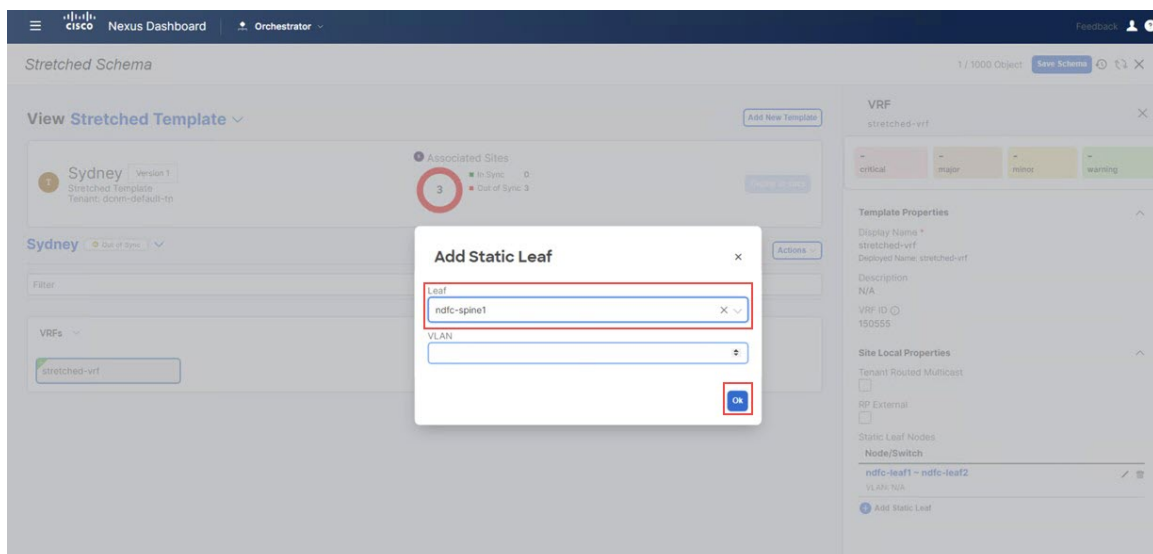 CISCO Nexus Dashboard Orchestrator Feedback
Stretched Schema 1 / 1000 Object Save Schema
View Stretched Template Add New Template
T Sydney Version 1
Stretched Template
Tenant: dcnm-default-tn
Associated Sites
3
In Sync 0
Out of Sync 3
Sydney Out of Sync Actions
Filter
VRFs
stretched-vrf
Add Static Leaf
Leaf
ndfc-spine1
VLAN
Ok
VRF
stretched-vrf
- - - -
critical major minor warning
Template Properties
Display Name *
stretched-vrf
Deployed Name: stretched-vrf
Description
N/A
VRF ID
150555
Site Local Properties
Tenant Routed Multicast
RP External
Static Leaf Nodes
Node/Switch
ndfc-leaf1 ~ ndfc-leaf2
VLAN: N/A
Add Static Leaf